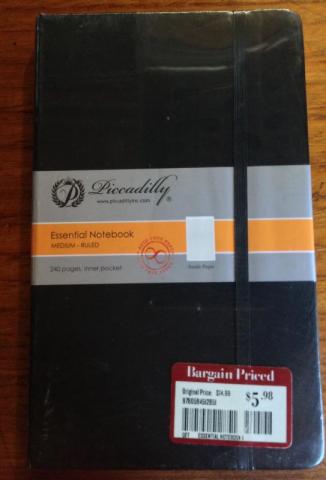 Piccadilly®
www.piccadillyinc.com
Essential Notebook
MEDIUM - RULED
240 pages, inner pocket
Bargain Priced
Original Price: $14.99
$5.98
ESSENTIAL NOTEBOOK